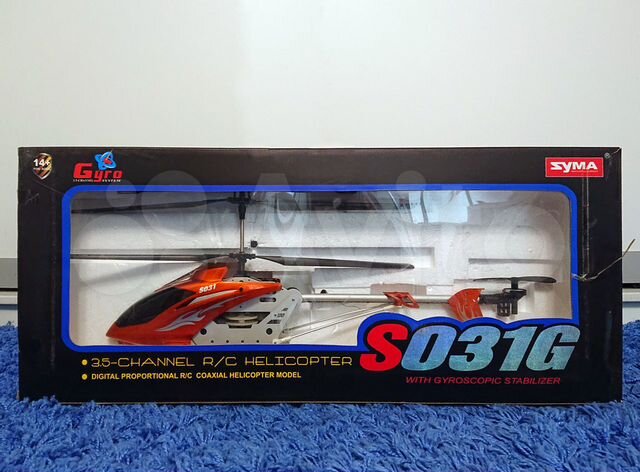 14+
Gyro
SYMA
S031
• 3.5-CHANNEL R/C HELICOPTER
• DIGITAL PROPORTIONAL R/C COAXIAL HELICOPTER MODEL
S031G
WITH GYROSCOPIC STABILIZER